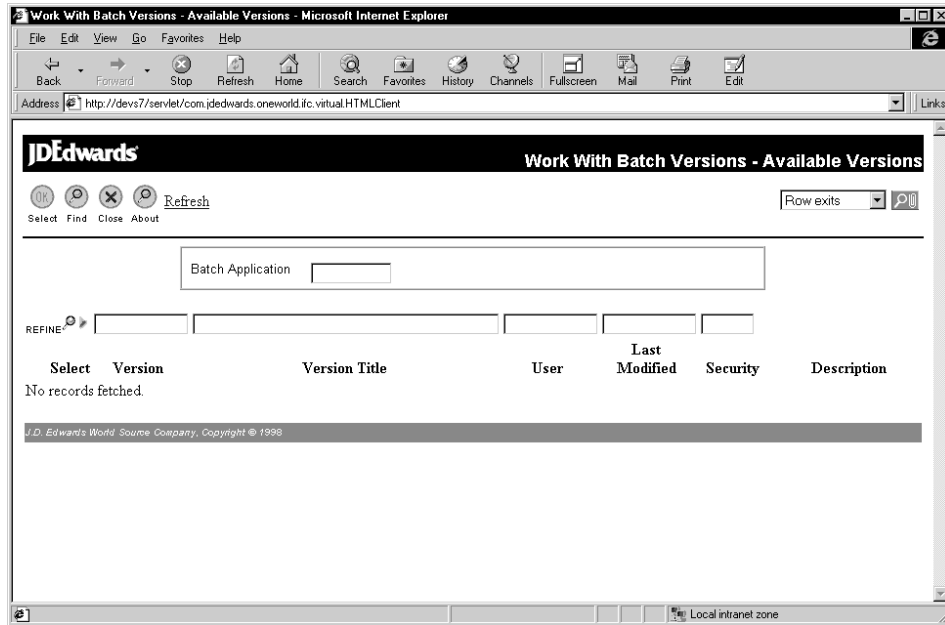 Work With Batch Versions - Available Versions - Microsoft Internet Explorer
File Edit View Go Favorites Help
Back Forward Stop Refresh Home Search Favorites History Channels Fullscreen Mail Print Edit
Address http://devs7/servlet/com.jdedwards.oneworld.ifc.virtual.HTMLClient Links
JDEdwards
Work With Batch Versions - Available Versions
OK
Select Find Close About Refresh
Row exits
Batch Application
REFINE
Select Version Version Title User Last Modified Security Description
No records fetched.
J.D. Edwards World Source Company, Copyright © 1998
Local intranet zone